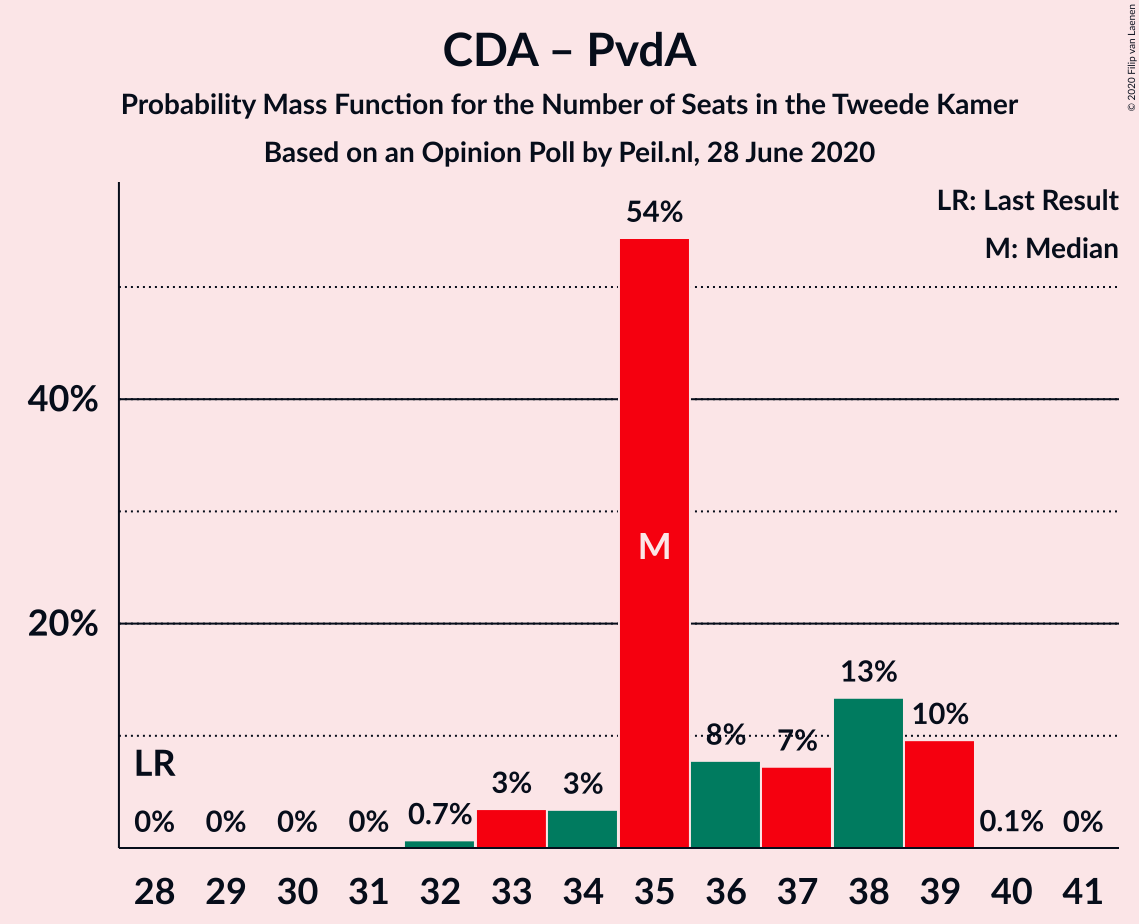 CDA – PvdA
Probability Mass Function for the Number of Seats in the Tweede Kamer
Based on an Opinion Poll by Peil.nl, 28 June 2020
© 2020 Filip van Laenen
LR: Last Result
M: Median
54%
40%
M
20%
13%
10%
8%
7%
LR
3%
3%
0.7%
0%
0%
0%
0%
0.1%
0%
28 29 30 31 32 33 34 35 36 37 38 39 40 41